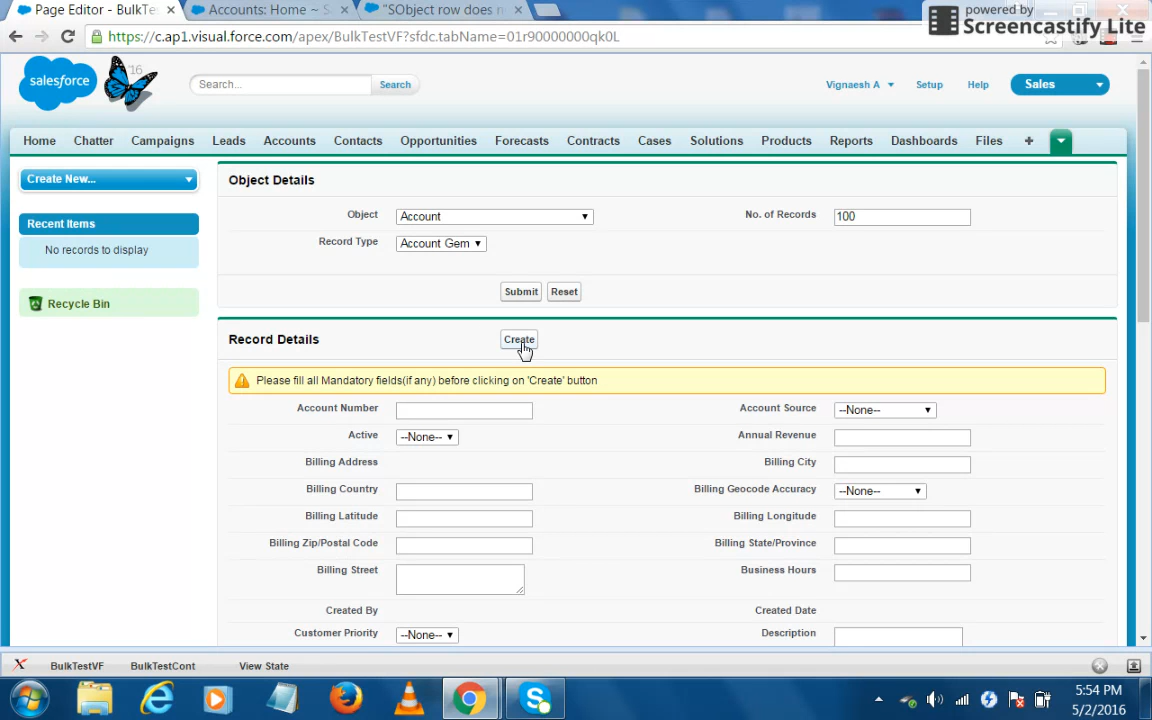 Page Editor - BulkTe
Accounts: Home ~ S
"SObject row does
powered by
Screencastify Lite
https://c.ap1.visual.force.com/apex/BulkTestVF?sfdc.tabName=01r90000000qk0L
salesforce
'16
Search...
Search
Vignaesh A
Setup
Help
Sales
Home
Chatter
Campaigns
Leads
Accounts
Contacts
Opportunities
Forecasts
Contracts
Cases
Solutions
Products
Reports
Dashboards
Files
+
Create New...
Recent Items
No records to display
Recycle Bin
Object Details
Object
Account
No. of Records
100
Record Type
Account Gem
Submit
Reset
Record Details
Create
Please fill all Mandatory fields(if any) before clicking on 'Create' button
Account Number
Account Source
--None--
Active
--None--
Annual Revenue
Billing Address
Billing City
Billing Country
Billing Geocode Accuracy
--None--
Billing Latitude
Billing Longitude
Billing Zip/Postal Code
Billing State/Province
Billing Street
Business Hours
Created By
Created Date
Customer Priority
--None--
Description
BulkTestVF
BulkTestCont
View State
5:54 PM
5/2/2016